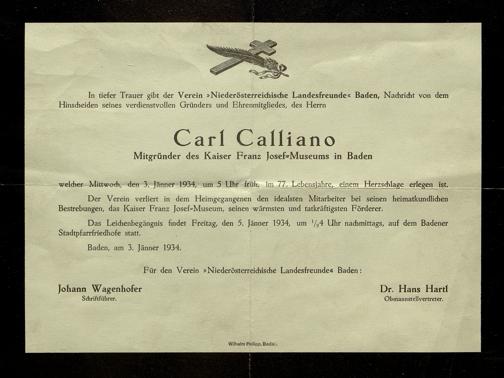 In tiefer Trauer gibt der Verein »Niederösterreichische Landesfreunde« Baden, Nachricht von dem
Hinscheiden seines verdienstvollen Gründers und Ehrenmitgliedes, des Herrn
Carl Calliano
Mitgründer des Kaiser Franz Josef=Museums in Baden
welcher Mittwoch, den 3. Jänner 1934, um 5 Uhr früh, im 77. Lebensjahre, einem Herzschlage erlegen ist.
Der Verein verliert in dem Heimgegangenen den idealsten Mitarbeiter bei seinen heimatkundlichen
Bestrebungen, das Kaiser Franz Josef=Museum, seinen wärmsten und tatkräftigsten Förderer.
Das Leichenbegängnis findet Freitag, den 5. Jänner 1934, um ¼4 Uhr nachmittags, auf dem Badener
Stadtpfarrfriedhofe statt.
Baden, am 3. Jänner 1934.
Für den Verein »Niederösterreichische Landesfreunde« Baden:
Johann Wagenhofer
Schriftführer.
Dr. Hans Hartl
Obmannstellvertreter.
Wilhelm Philipp, Baden.